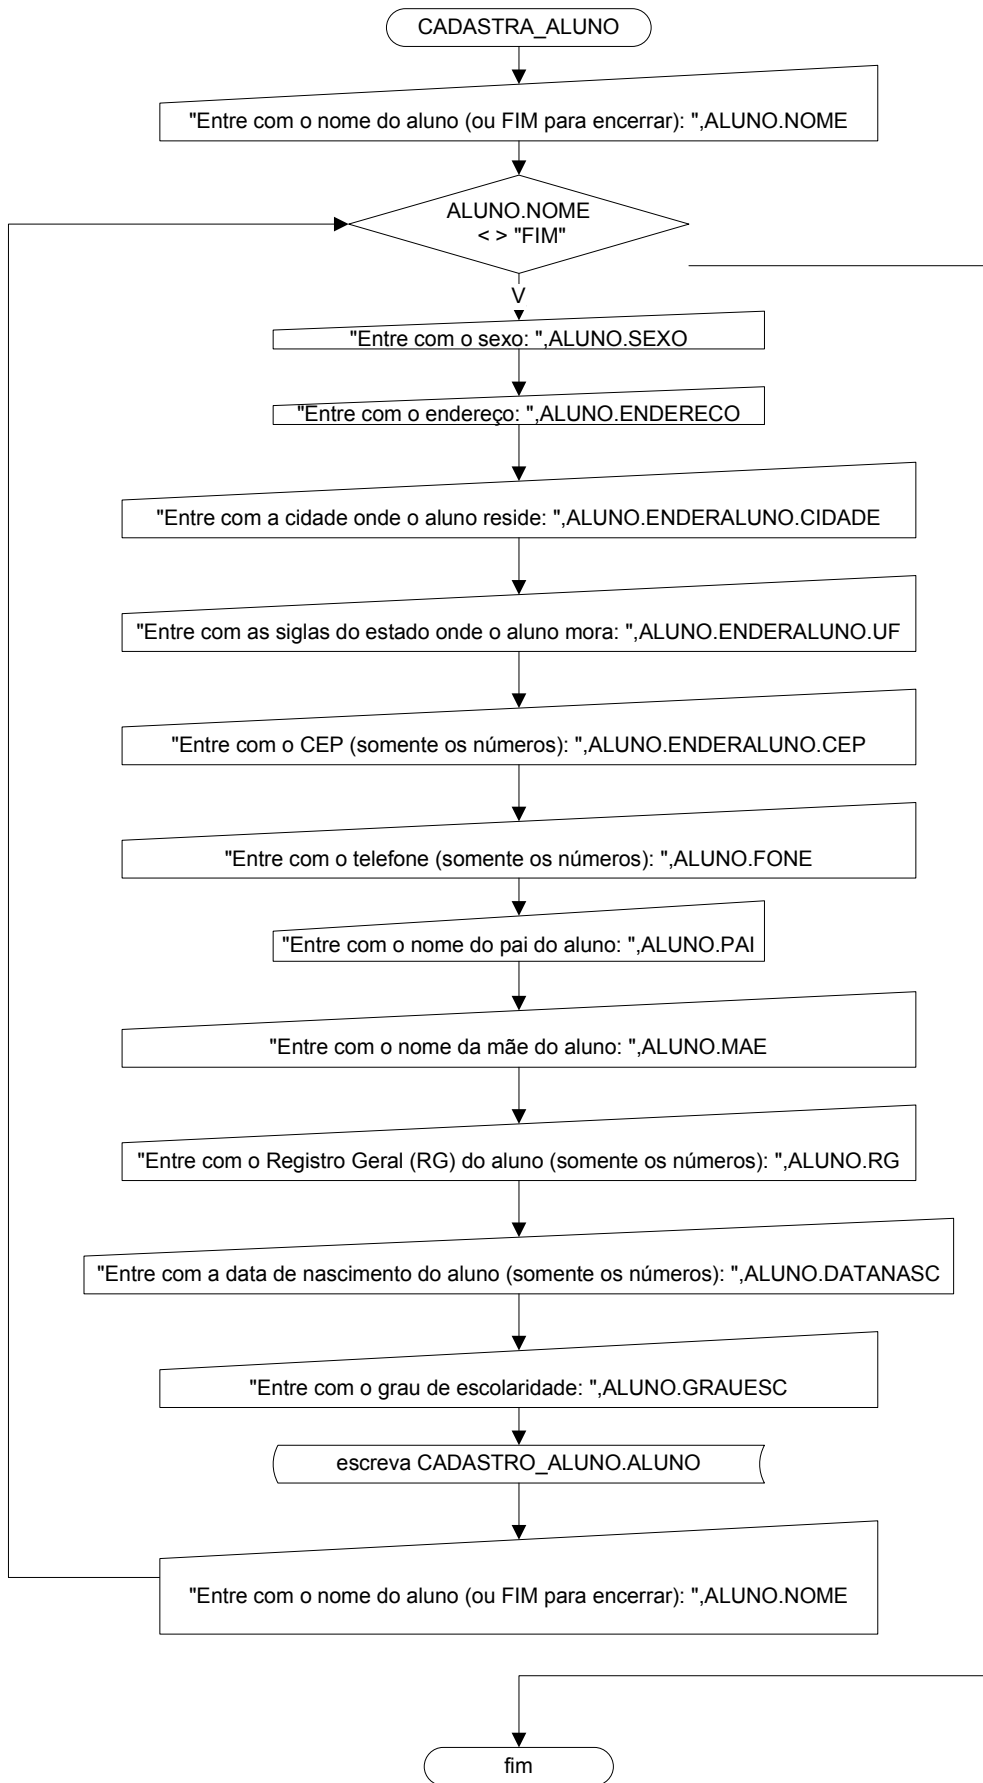 CADASTRA_ALUNO
"Entre com o nome do aluno (ou FIM para encerrar): ",ALUNO.NOME
ALUNO.NOME
< > "FIM"
V
"Entre com o sexo: ",ALUNO.SEXO
"Entre com o endereço: ",ALUNO.ENDERECO
"Entre com a cidade onde o aluno reside: ",ALUNO.ENDERALUNO.CIDADE
"Entre com as siglas do estado onde o aluno mora: ",ALUNO.ENDERALUNO.UF
"Entre com o CEP (somente os números): ",ALUNO.ENDERALUNO.CEP
"Entre com o telefone (somente os números): ",ALUNO.FONE
"Entre com o nome do pai do aluno: ",ALUNO.PAI
"Entre com o nome da mãe do aluno: ",ALUNO.MAE
"Entre com o Registro Geral (RG) do aluno (somente os números): ",ALUNO.RG
"Entre com a data de nascimento do aluno (somente os números): ",ALUNO.DATANASC
"Entre com o grau de escolaridade: ",ALUNO.GRAUESC
escreva CADASTRO_ALUNO.ALUNO
"Entre com o nome do aluno (ou FIM para encerrar): ",ALUNO.NOME
fim